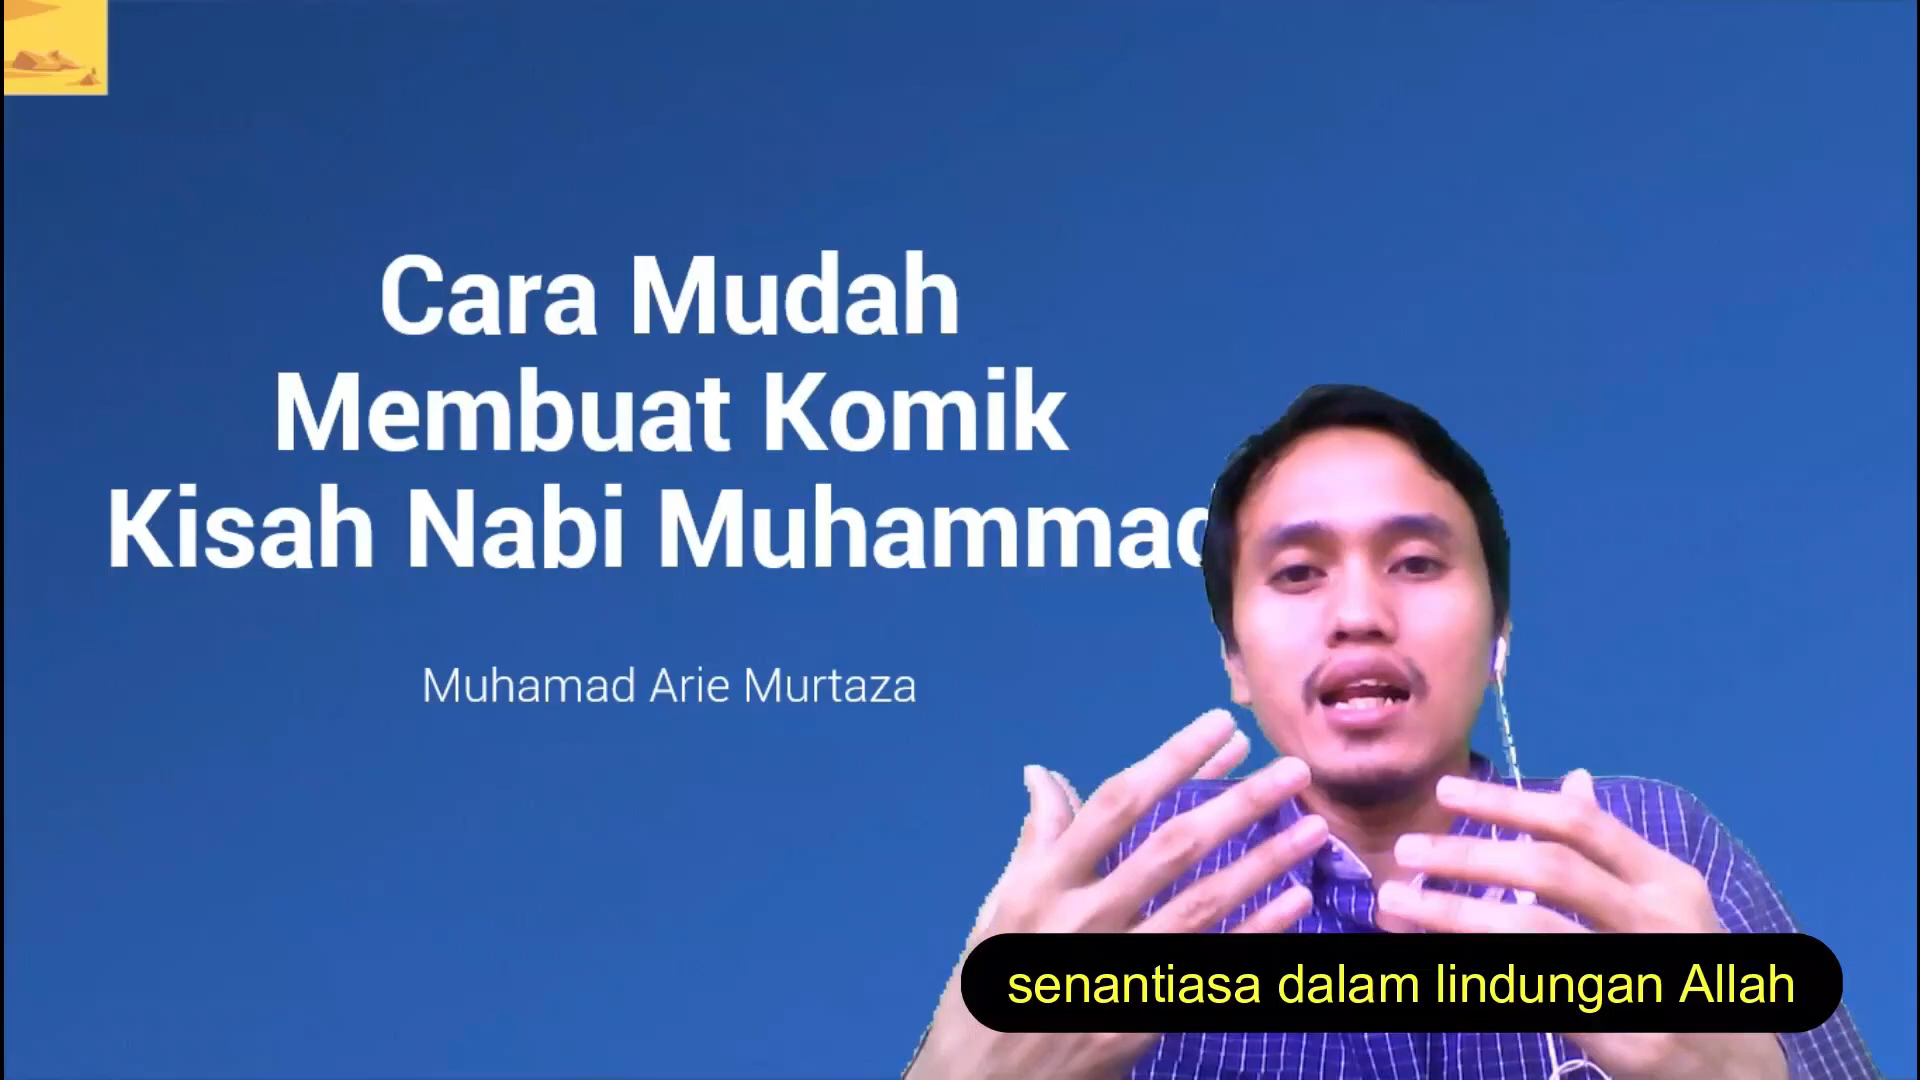 Cara Mudah
Membuat Komik
Kisah Nabi Muhammad
Muhamad Arie Murtaza
senantiasa dalam lindungan Allah